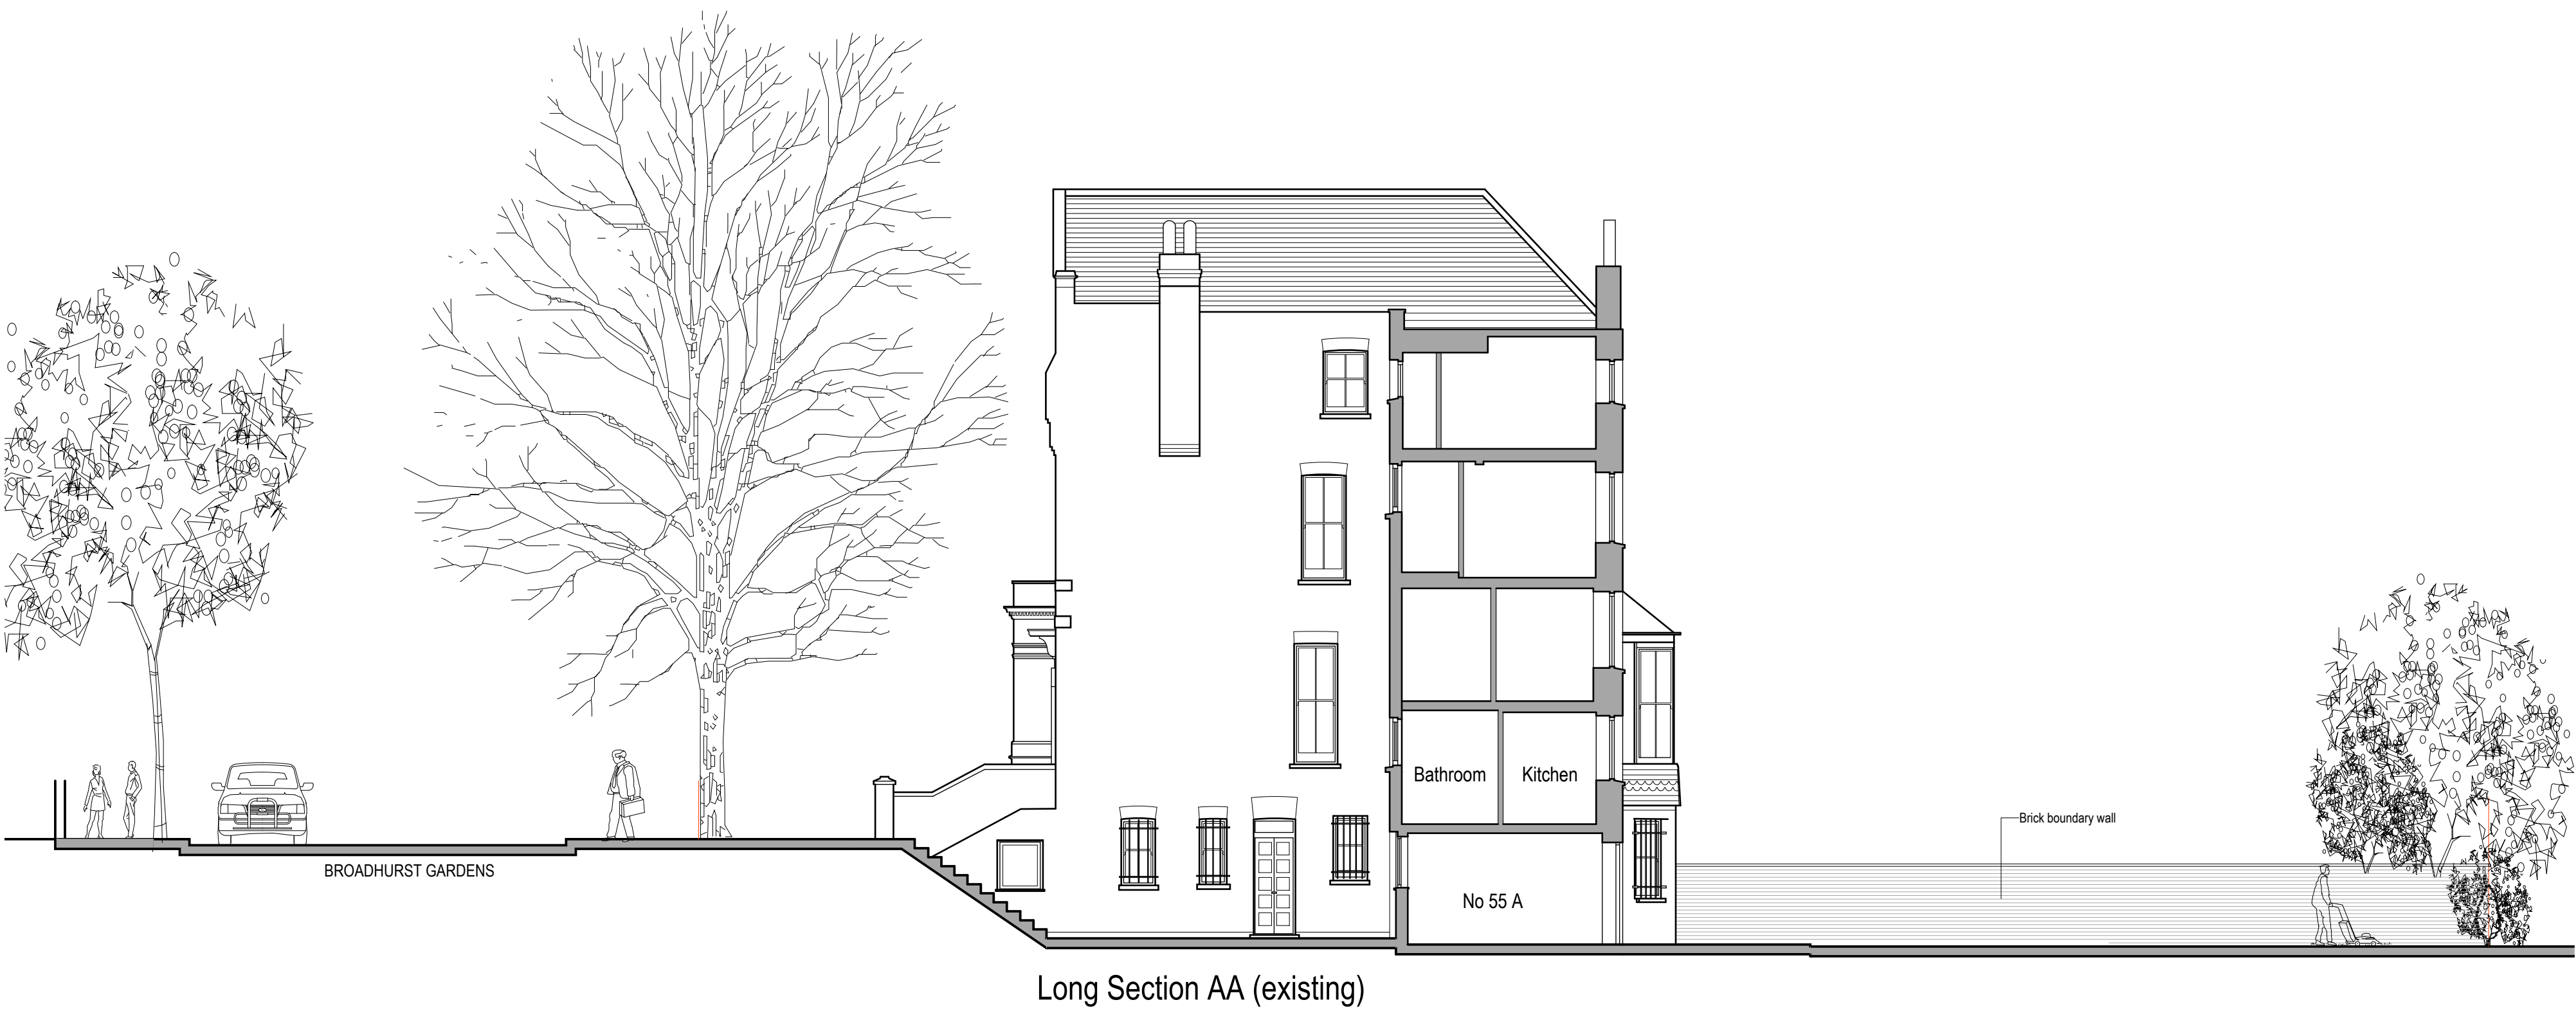 Bathroom
Kitchen
Brick boundary wall
BROADHURST GARDENS
No 55 A
Long Section AA (existing)